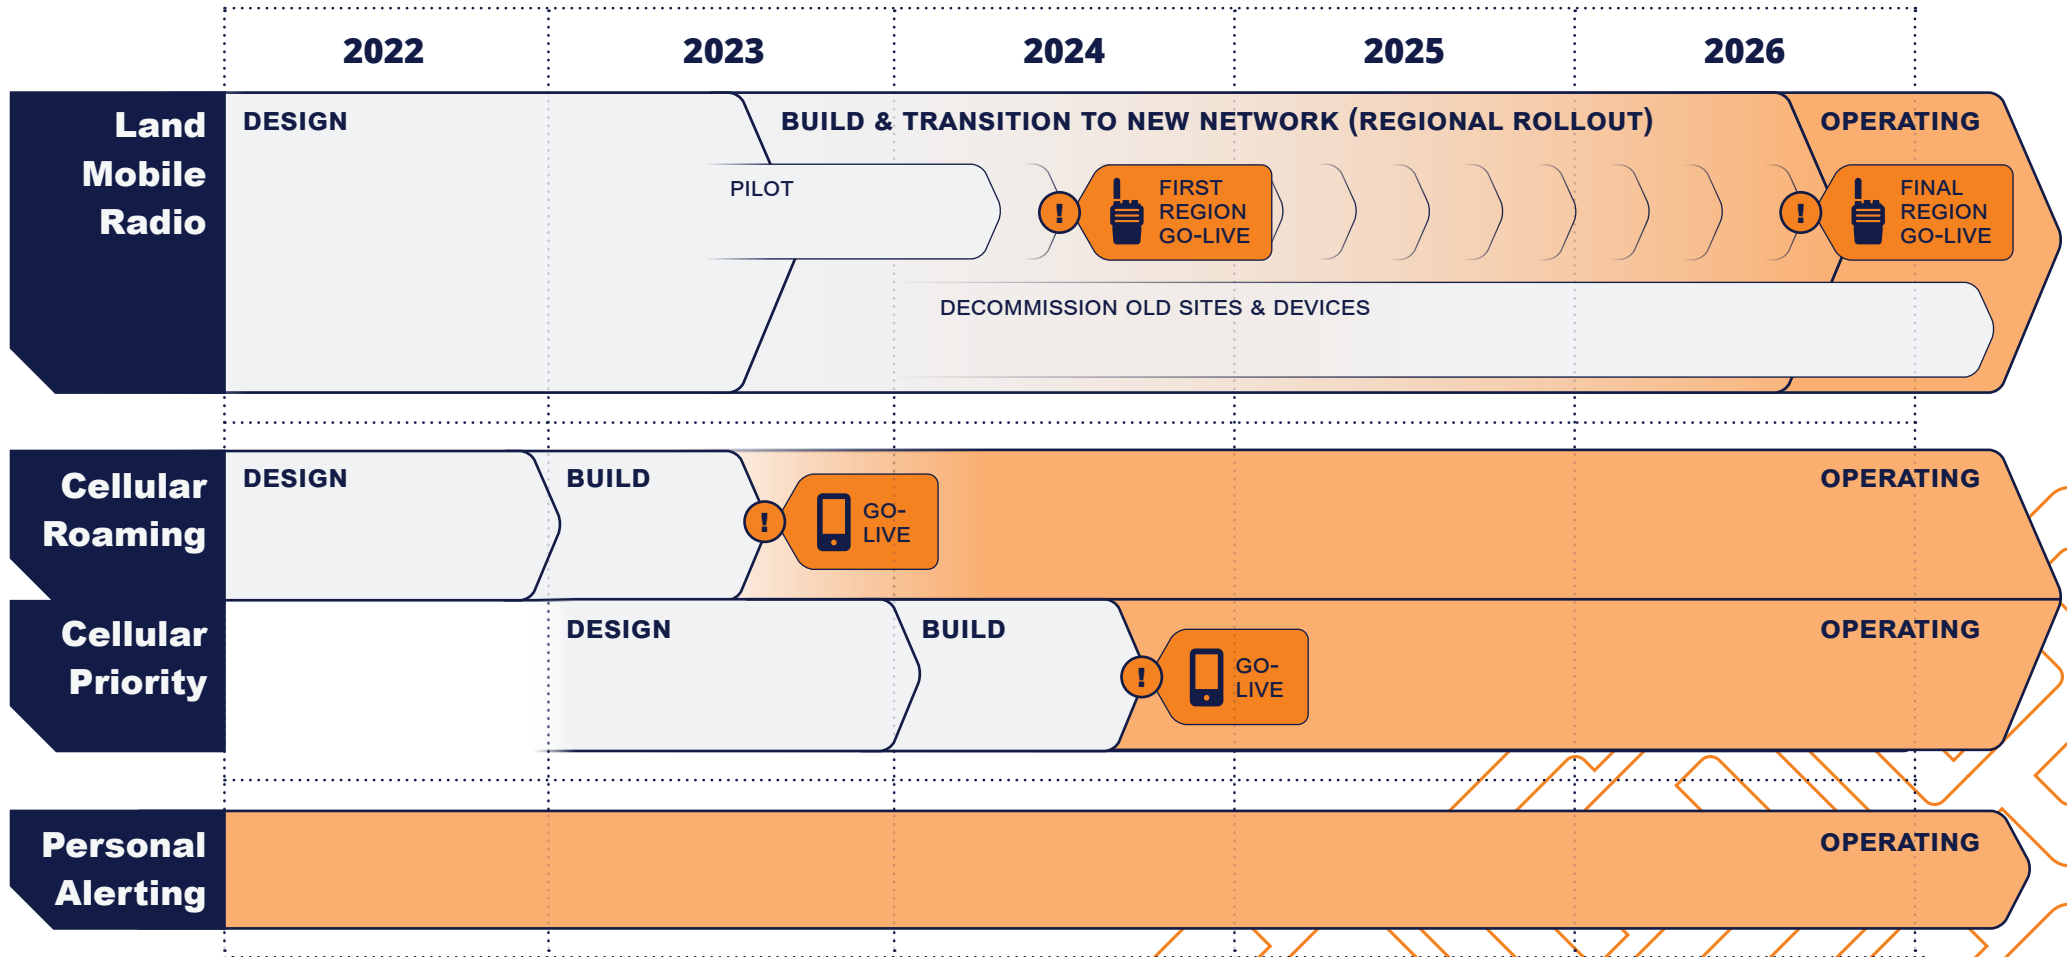 2022 2023 2024 2025 2026
Land
Mobile
Radio
DESIGN
BUILD & TRANSITION TO NEW NETWORK (REGIONAL ROLLOUT)
OPERATING
PILOT
!
FIRST
REGION
GO-LIVE
!
FINAL
REGION
GO-LIVE
DECOMMISSION OLD SITES & DEVICES
Cellular
Roaming
DESIGN
BUILD
!
GO-
LIVE
OPERATING
Cellular
Priority
DESIGN
BUILD
!
GO-
LIVE
OPERATING
Personal
Alerting
OPERATING